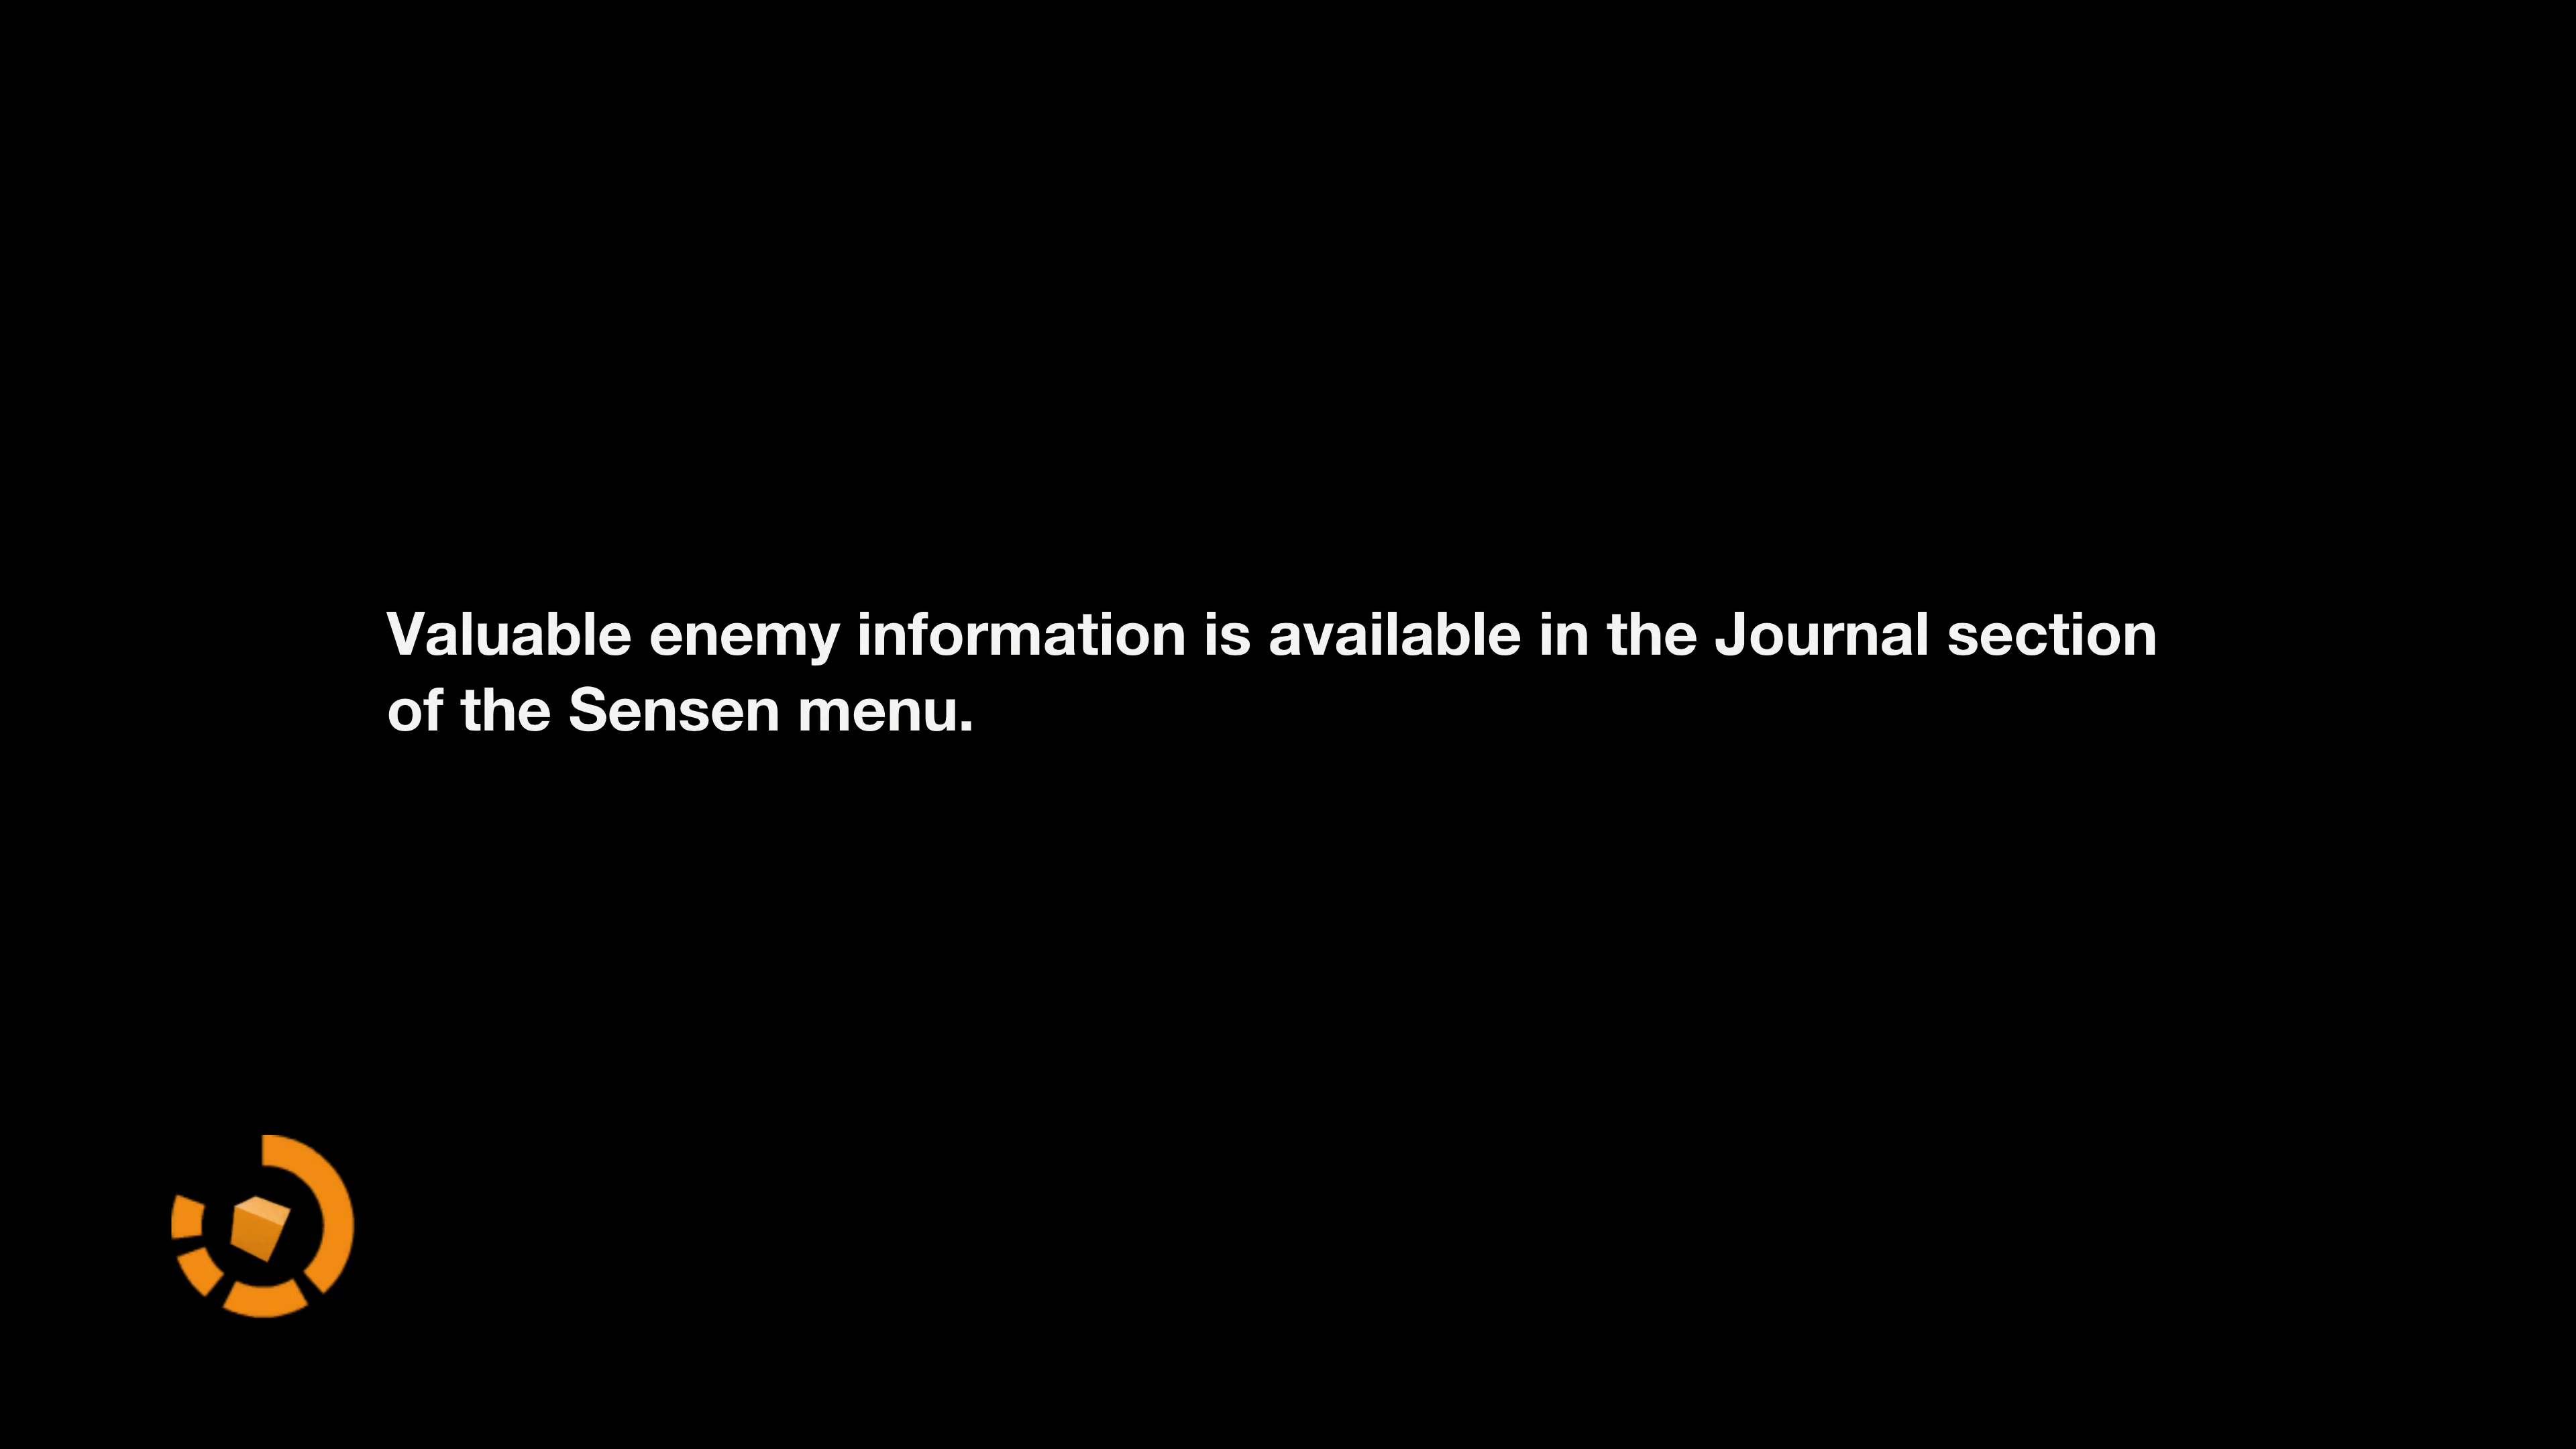 Valuable enemy information is available in the Journal section
of the Sensen menu.